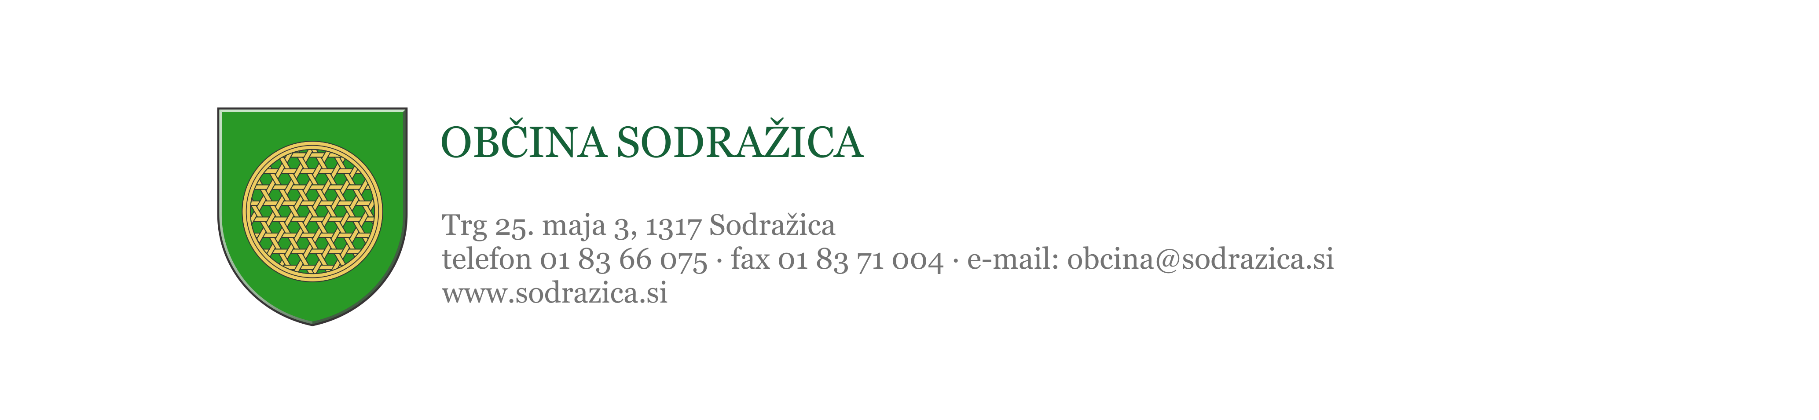 OBČINA SODRAŽICA
Trg 25. maja 3, 1317 Sodražica
telefon 01 83 66 075 · fax 01 83 71 004 · e-mail: obcina@sodrazica.si
www.sodrazica.si